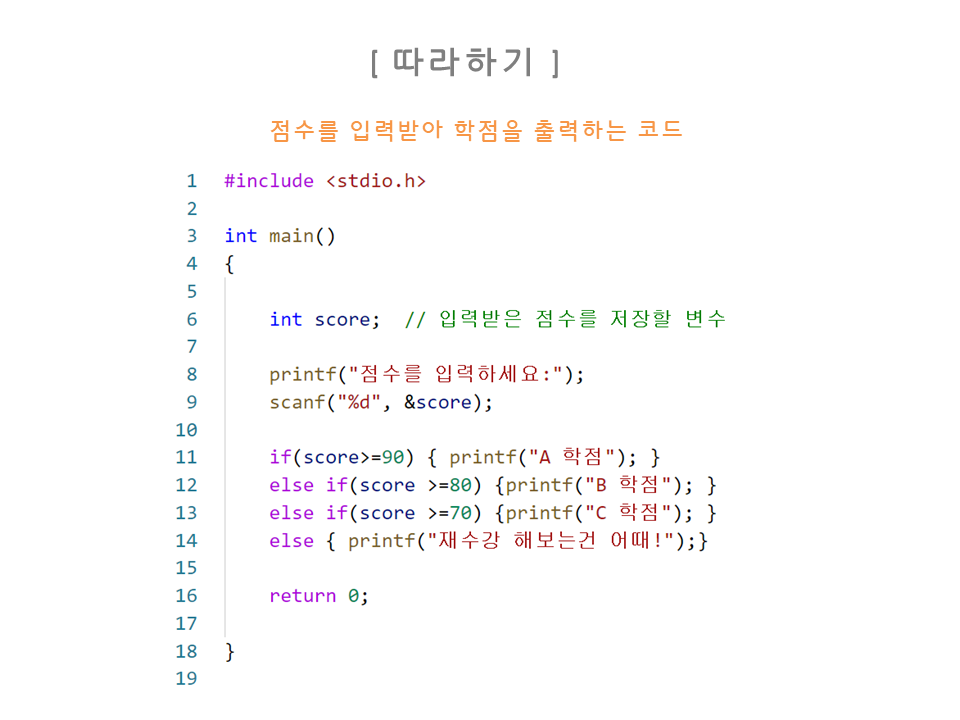 [ 따라하기 ]
점수를 입력받아 학점을 출력하는 코드
1 #include <stdio.h>
2
3 int main()
4 {
5
6 int score; // 입력받은 점수를 저장할 변수
7
8 printf("점수를 입력하세요:");
9 scanf("%d", &score);
10
11 if(score>=90) { printf("A 학점"); }
12 else if(score >=80) {printf("B 학점"); }
13 else if(score >=70) {printf("C 학점"); }
14 else { printf("재수강 해보는건 어때!");}
15
16 return 0;
17
18 }
19